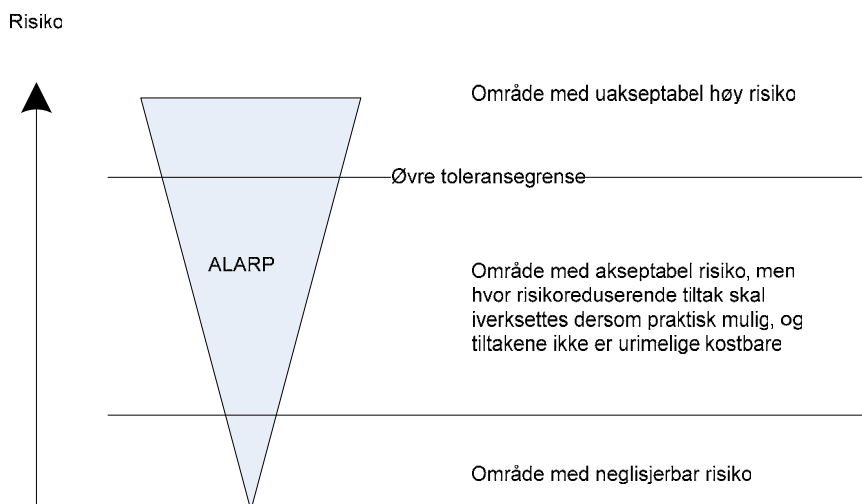 Risiko
Område med uakseptabel høy risiko
Øvre toleransegrense
ALARP
Område med akseptabel risiko, men
hvor risikoreduserende tiltak skal
iverksettes dersom praktisk mulig, og
tiltakene ikke er urimelige kostbare
Område med neglisjerbar risiko